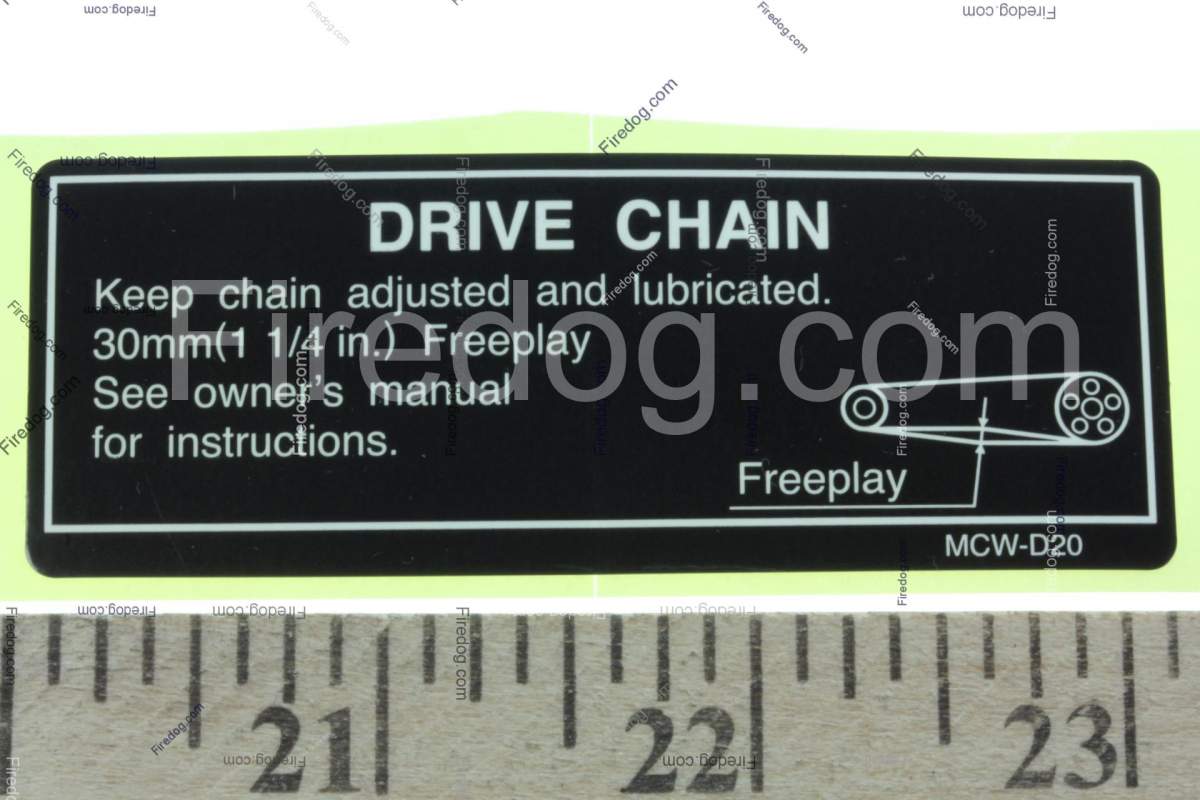 DRIVE CHAIN
Keep chain adjusted and lubricated.
30mm(1 1/4 in.) Freeplay
See owner's manual
for instructions.
Freeplay
MCW-D20
Firedog.com
21 22 23